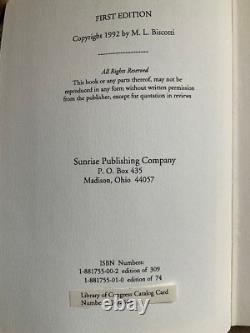 FIRST EDITION
Copyright 1992 by M. L. Biscotti
All Rights Reserved
This book or any parts thereof, may not be
reproduced in any form without written permission
from the publisher, except for quotation in reviews
Sunrise Publishing Company
P. O. Box 435
Madison, Ohio 44057
ISBN Numbers:
1-881755-00-2 edition of 309
1-881755-01-0 edition of 74
Library of Congress Catalog Card